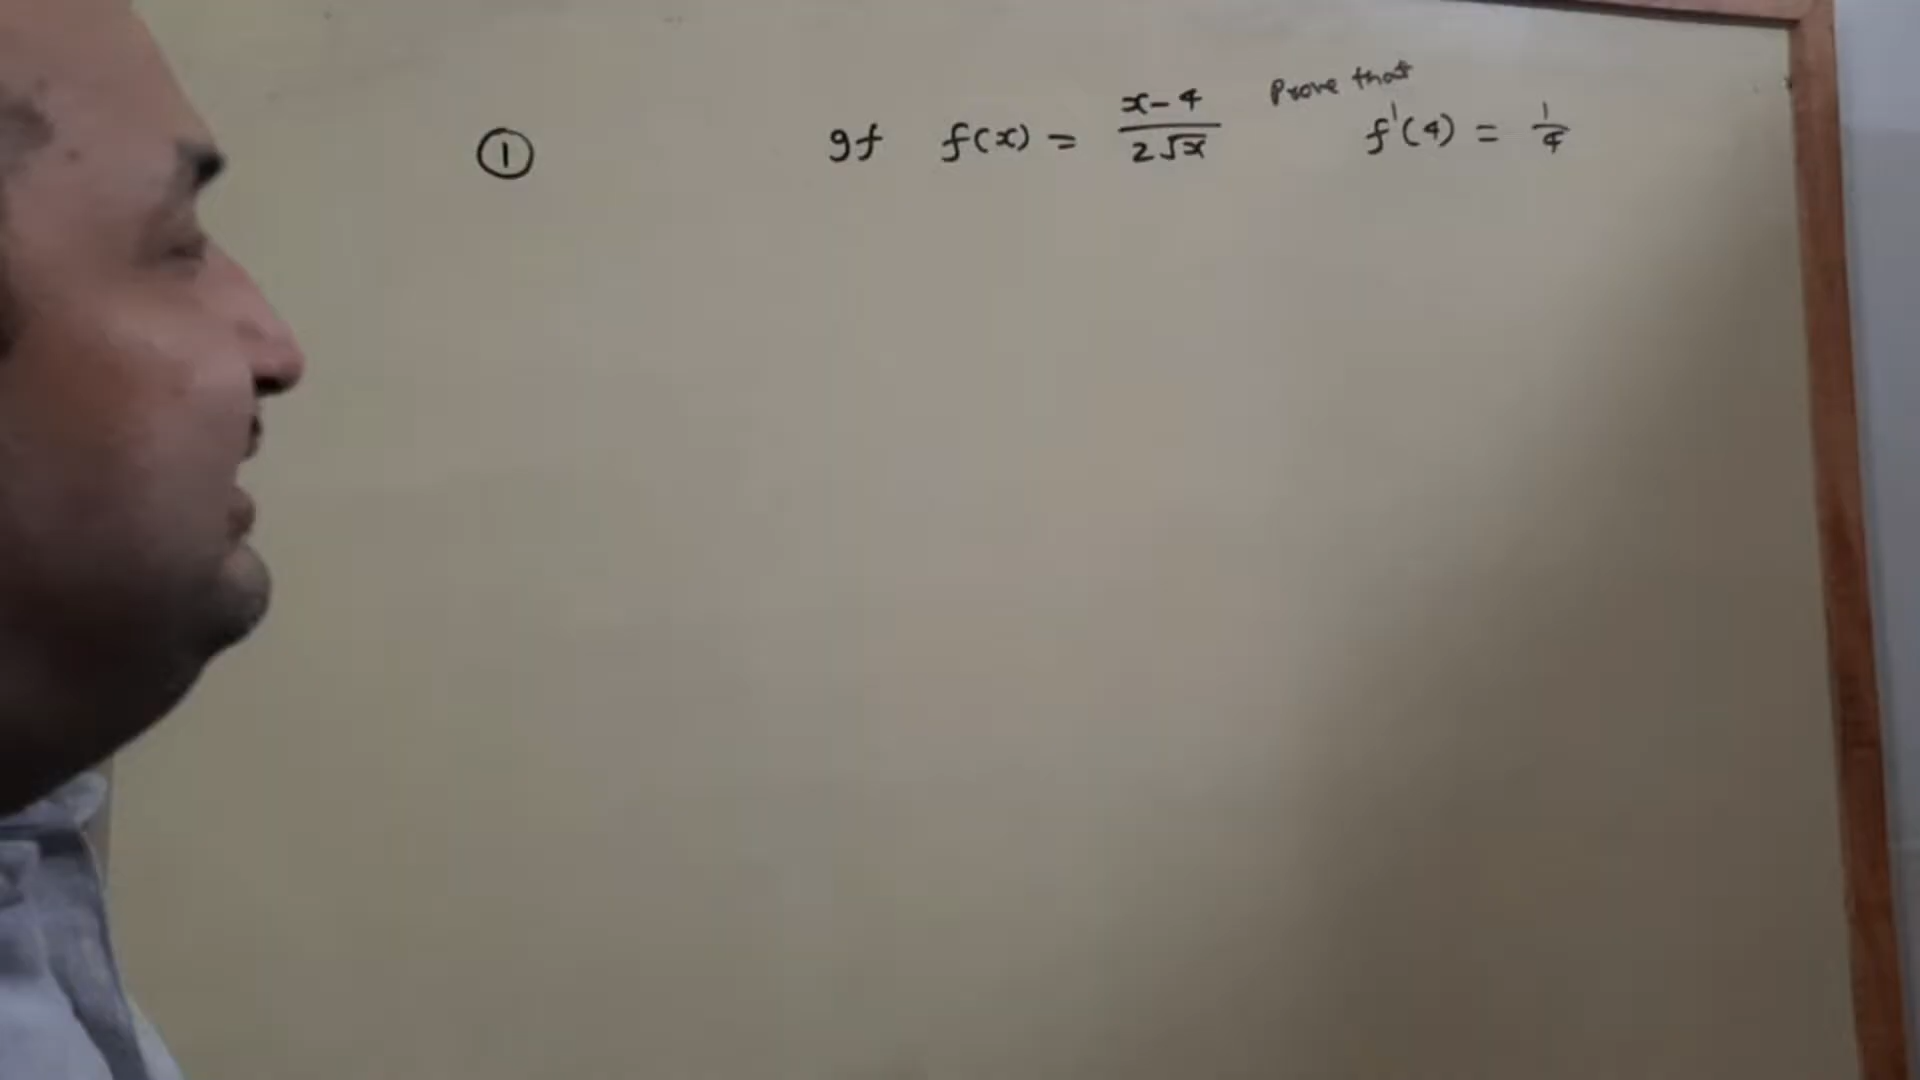 ① If f(x) = x-4 / 2√x Prove that f'(4) = 1/4